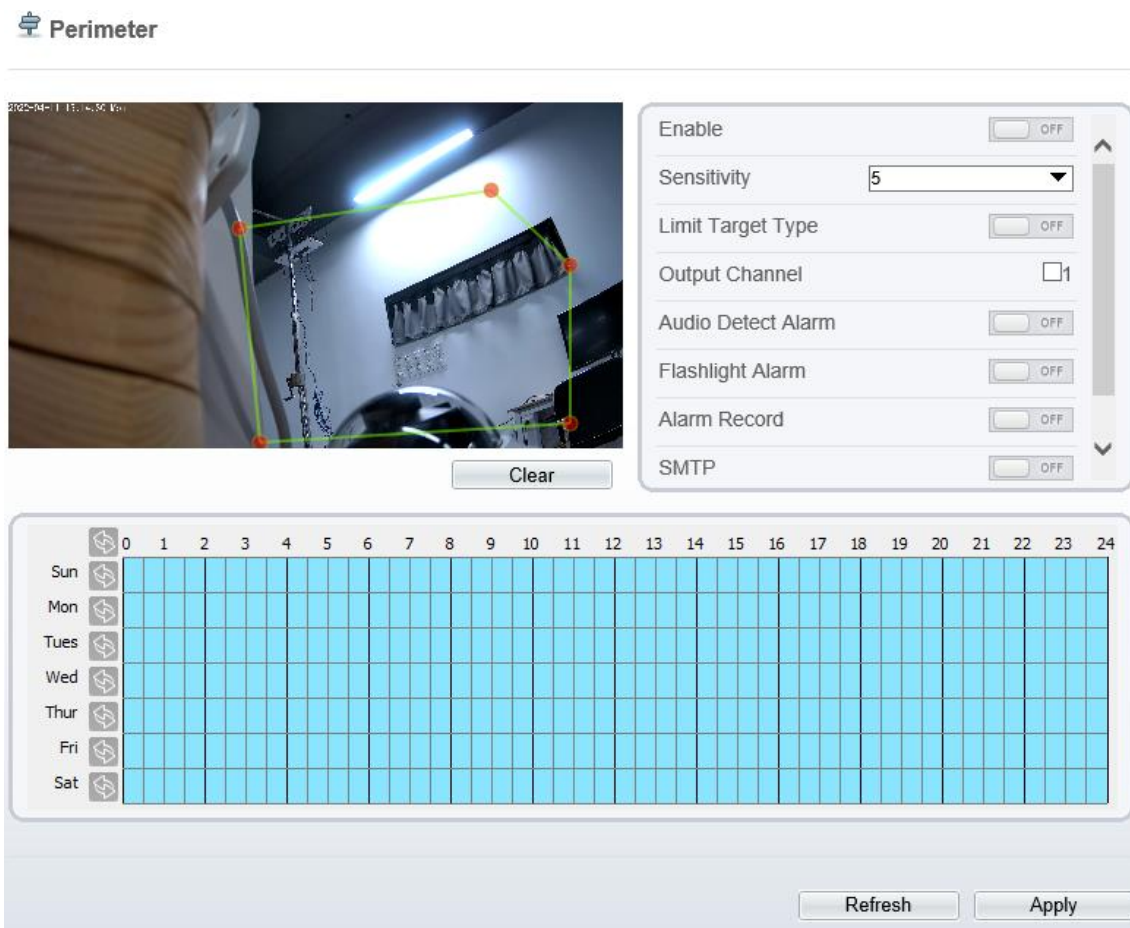 Perimeter
Enable OFF
Sensitivity 5
Limit Target Type OFF
Output Channel 1
Audio Detect Alarm OFF
Flashlight Alarm OFF
Alarm Record OFF
SMTP OFF
Clear
0 1 2 3 4 5 6 7 8 9 10 11 12 13 14 15 16 17 18 19 20 21 22 23 24
Sun
Mon
Tues
Wed
Thur
Fri
Sat
Refresh Apply